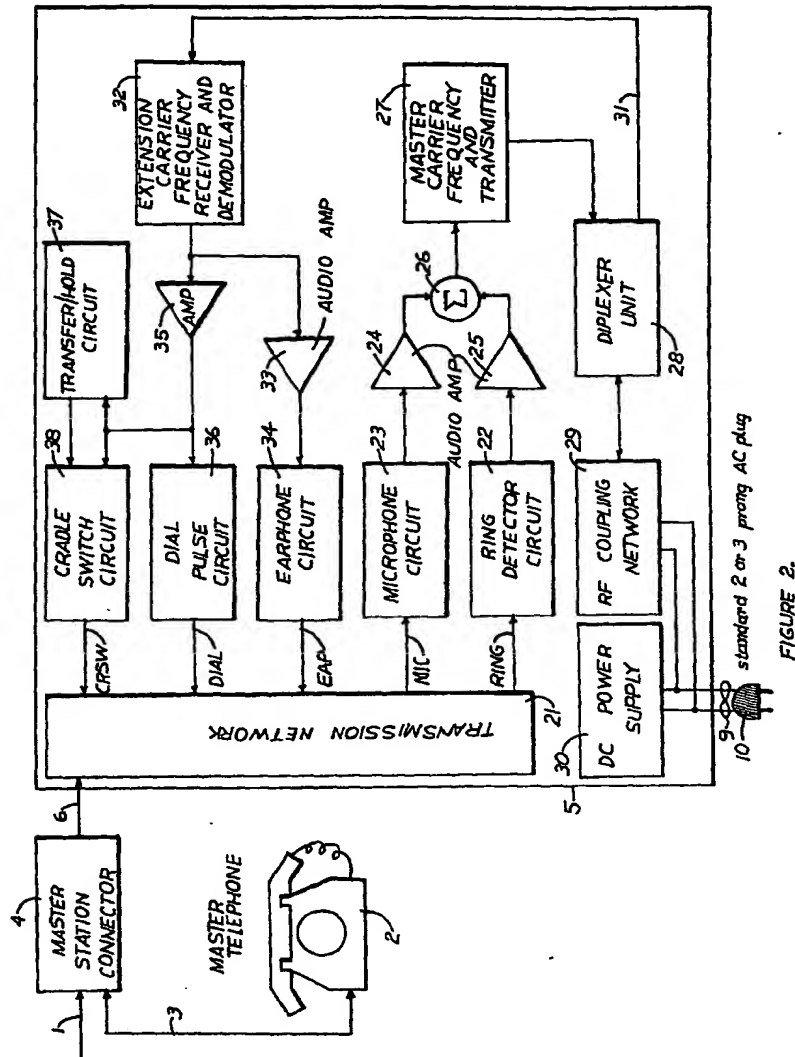 37
TRANSFER/HOLD
CIRCUIT
32
EXTENSION
CARRIER
FREQUENCY
RECEIVER AND
DEMODULATOR
38
CRADLE
SWITCH
CIRCUIT
CRSW
35
AMP
36
DIAL
PULSE
CIRCUIT
DIAL
33
AUDIO AMP
34
EARPHONE
CIRCUIT
EAP
27
MASTER
CARRIER
FREQUENCY
AND
TRANSMITTER
26
Σ
24
25
AUDIO AMP
23
MICROPHONE
CIRCUIT
MIC
22
RING
DETECTOR
CIRCUIT
RING
31
DIPLEXER
UNIT
28
29
RF COUPLING
NETWORK
30
DC POWER
SUPPLY
TRANSMISSION NETWORK
21
5
9
10
standard 2 or 3 prong AC plug
6
4
MASTER
STATION
CONNECTOR
1
3
MASTER
TELEPHONE
2
FIGURE 2.